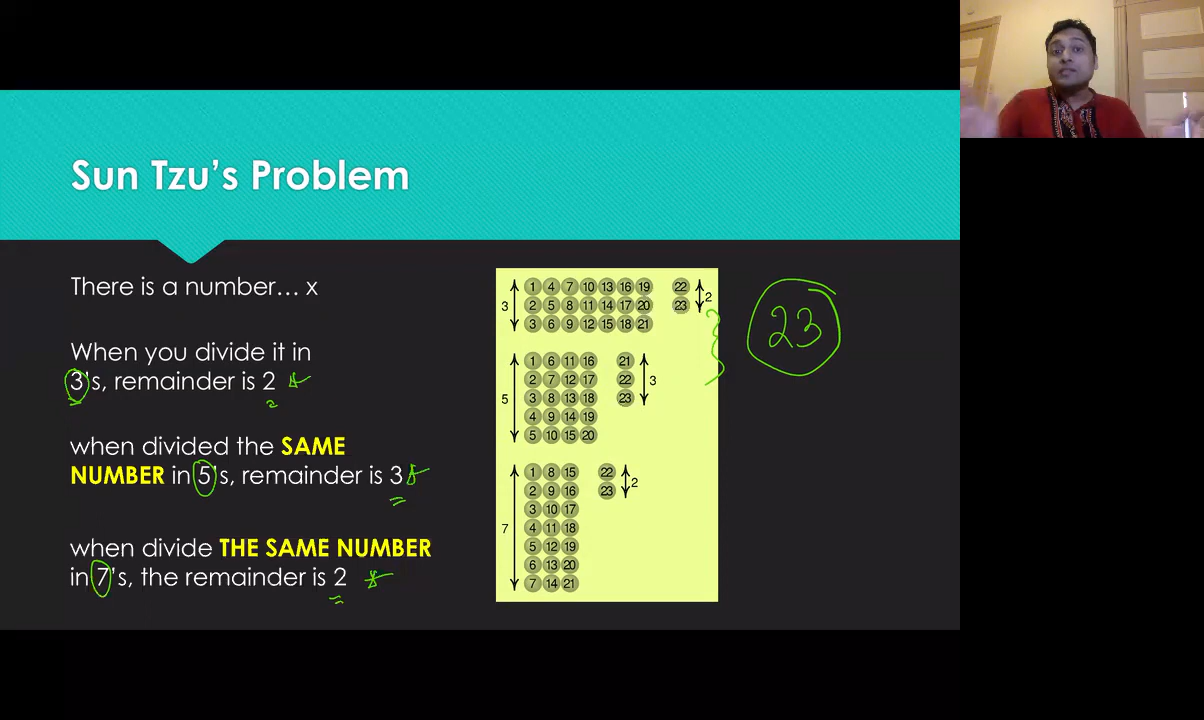 Sun Tzu's Problem
There is a number... x
When you divide it in
3's, remainder is 2
when divided the SAME
NUMBER in 5's, remainder is 3
when divide THE SAME NUMBER
in 7's, the remainder is 2
1 4 7 10 13 16 19 22
3 2 5 8 11 14 17 20 23 2
3 6 9 12 15 18 21
1 6 11 16 21
2 7 12 17 22 3
5 3 8 13 18 23
4 9 14 19
5 10 15 20
1 8 15 22
2 9 16 23 2
3 10 17
7 4 11 18
5 12 19
6 13 20
7 14 21
23